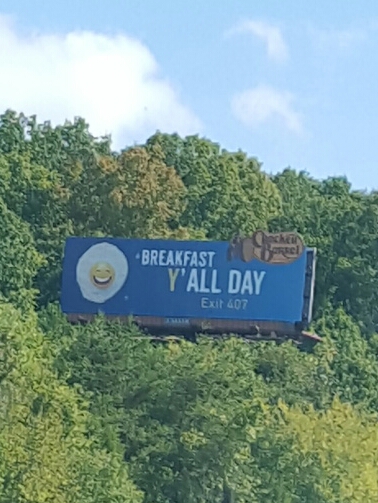 'BREAKFAST
Y'ALL DAY
Exit 407
Cracker
Barrel